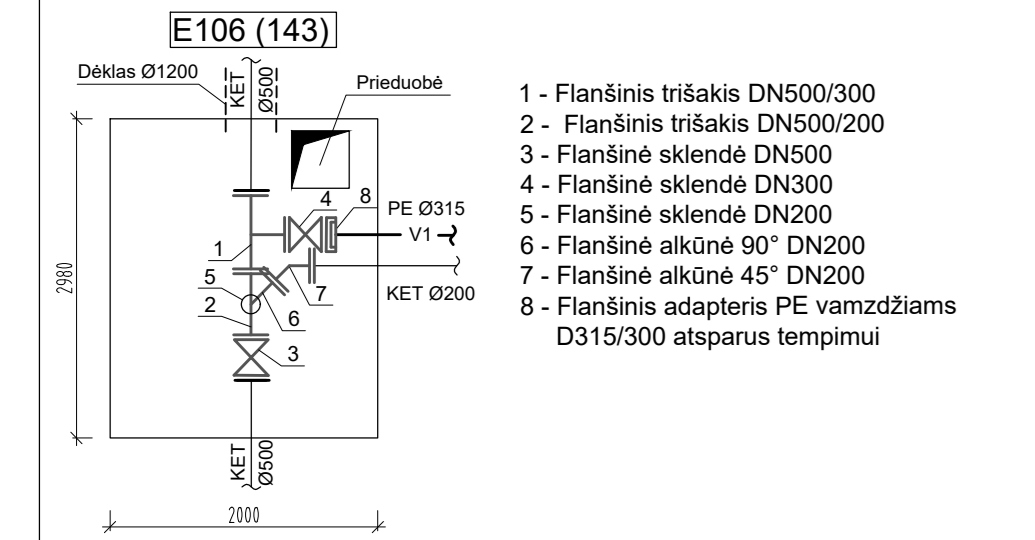 E106 (143)
Dėklas Ø1200
KET
Ø500
Prieduobė
4
8
PE Ø315
V1
1
5
2
7
6
KET Ø200
3
2980
KET
Ø500
2000
1 - Flanšinis trišakis DN500/300
2 - Flanšinis trišakis DN500/200
3 - Flanšinė sklendė DN500
4 - Flanšinė sklendė DN300
5 - Flanšinė sklendė DN200
6 - Flanšinė alkūnė 90° DN200
7 - Flanšinė alkūnė 45° DN200
8 - Flanšinis adapteris PE vamzdžiams
D315/300 atsparus tempimui